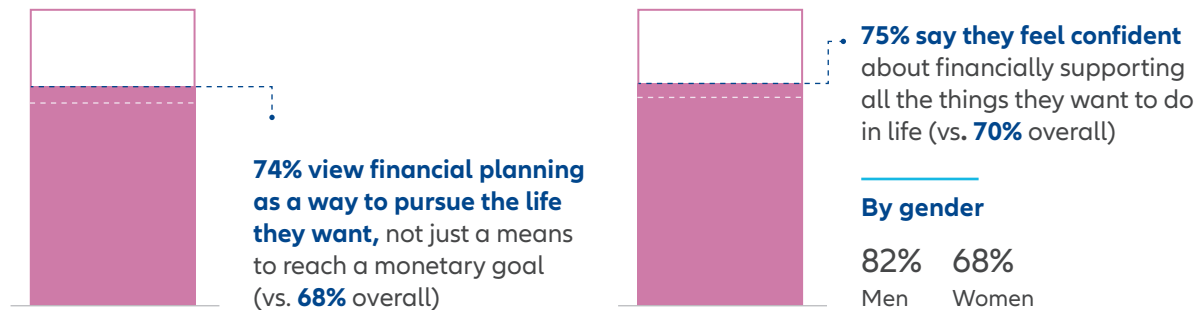 74% view financial planning
as a way to pursue the life
they want, not just a means
to reach a monetary goal
(vs. 68% overall)
75% say they feel confident
about financially supporting
all the things they want to do
in life (vs. 70% overall)
By gender
82% 68%
Men Women